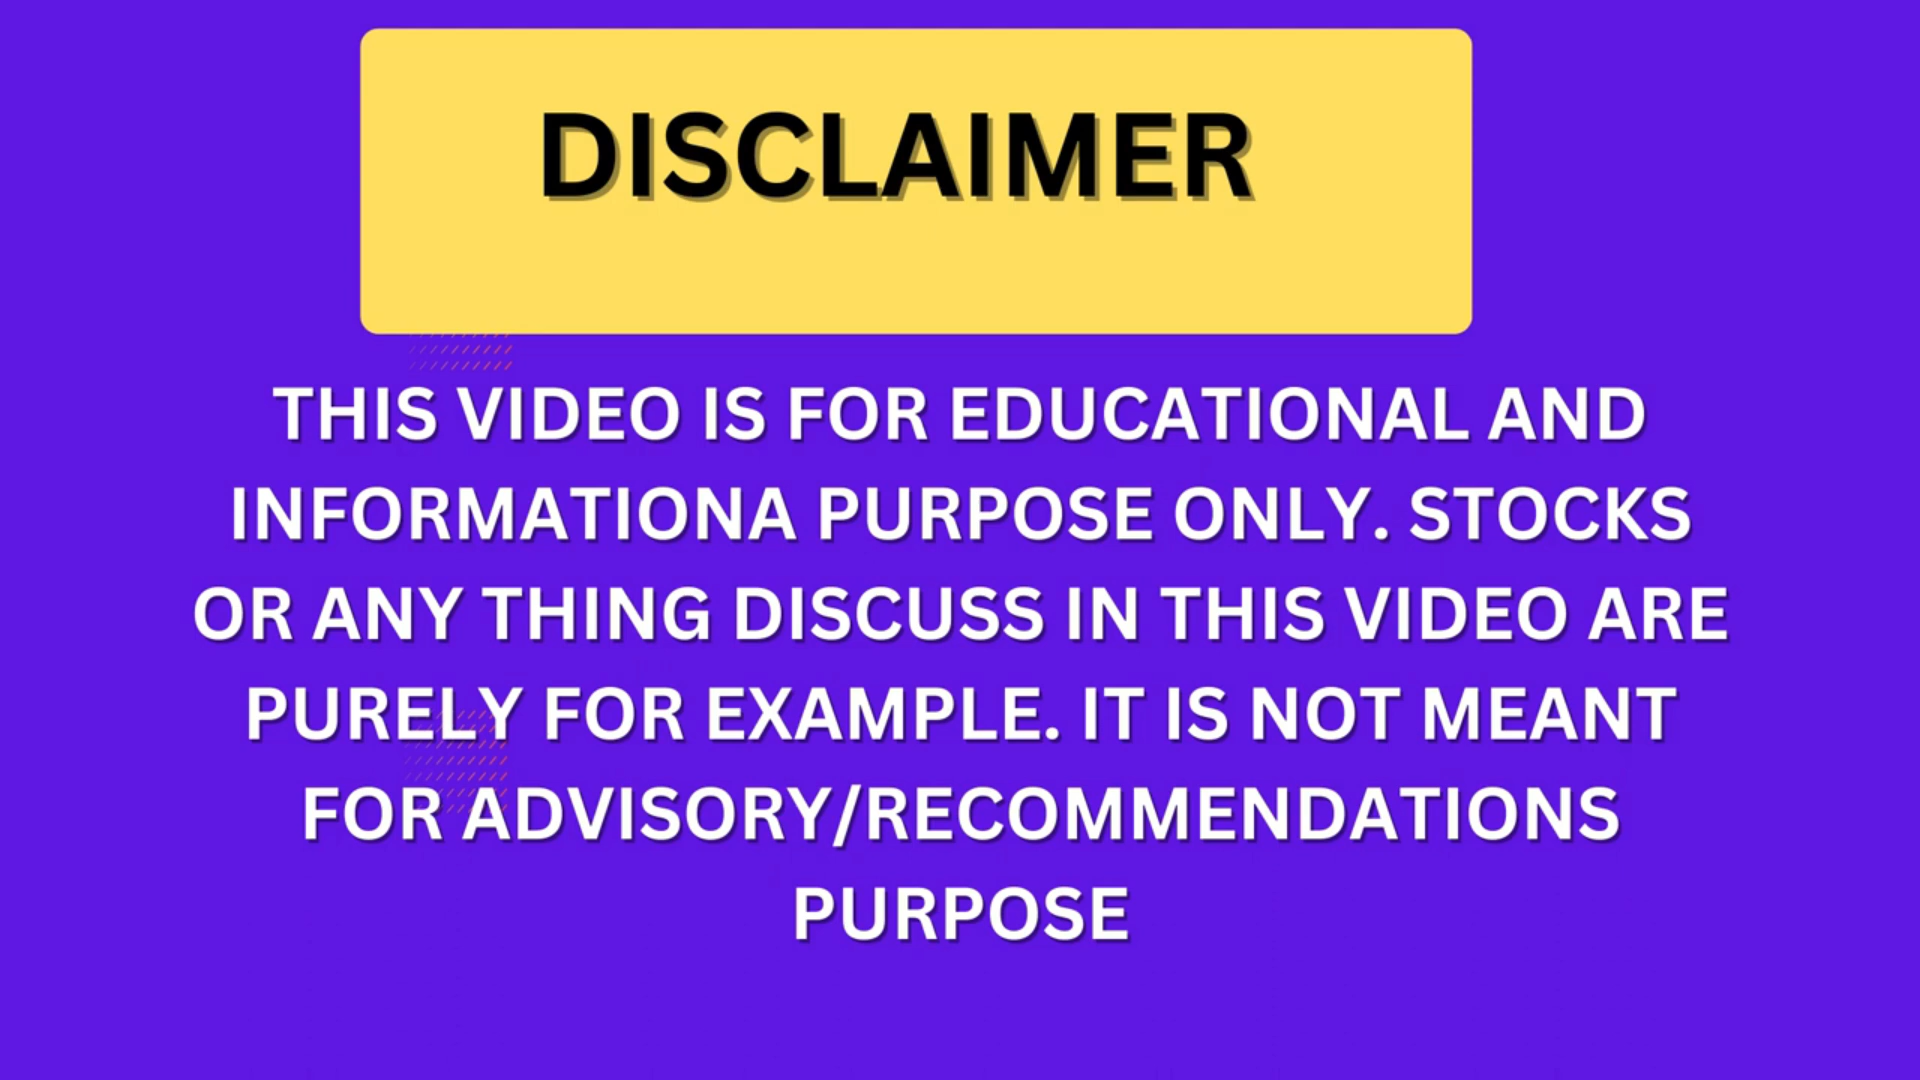 DISCLAIMER
THIS VIDEO IS FOR EDUCATIONAL AND
INFORMATIONA PURPOSE ONLY. STOCKS
OR ANY THING DISCUSS IN THIS VIDEO ARE
PURELY FOR EXAMPLE. IT IS NOT MEANT
FOR ADVISORY/RECOMMENDATIONS
PURPOSE